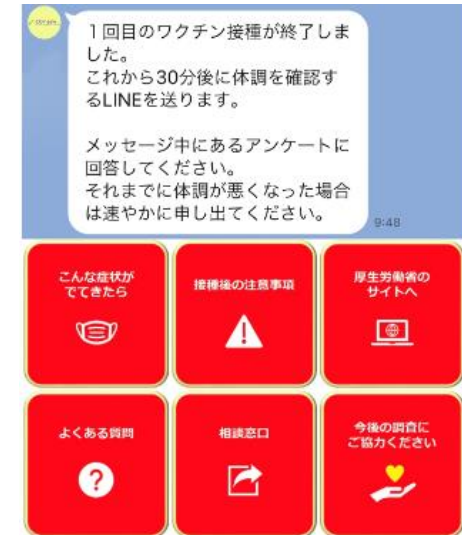 1回目のワクチン接種が終了しま
した。
これから30分後に体調を確認す
るLINEを送ります。
メッセージ中にあるアンケートに
回答してください。
それまでに体調が悪くなった場合
は速やかに申し出てください。
9:48
こんな症状が
でてきたら
接種後の注意事項
厚生労働省の
サイトへ
よくある質問
相談窓口
今後の調査に
ご協力ください